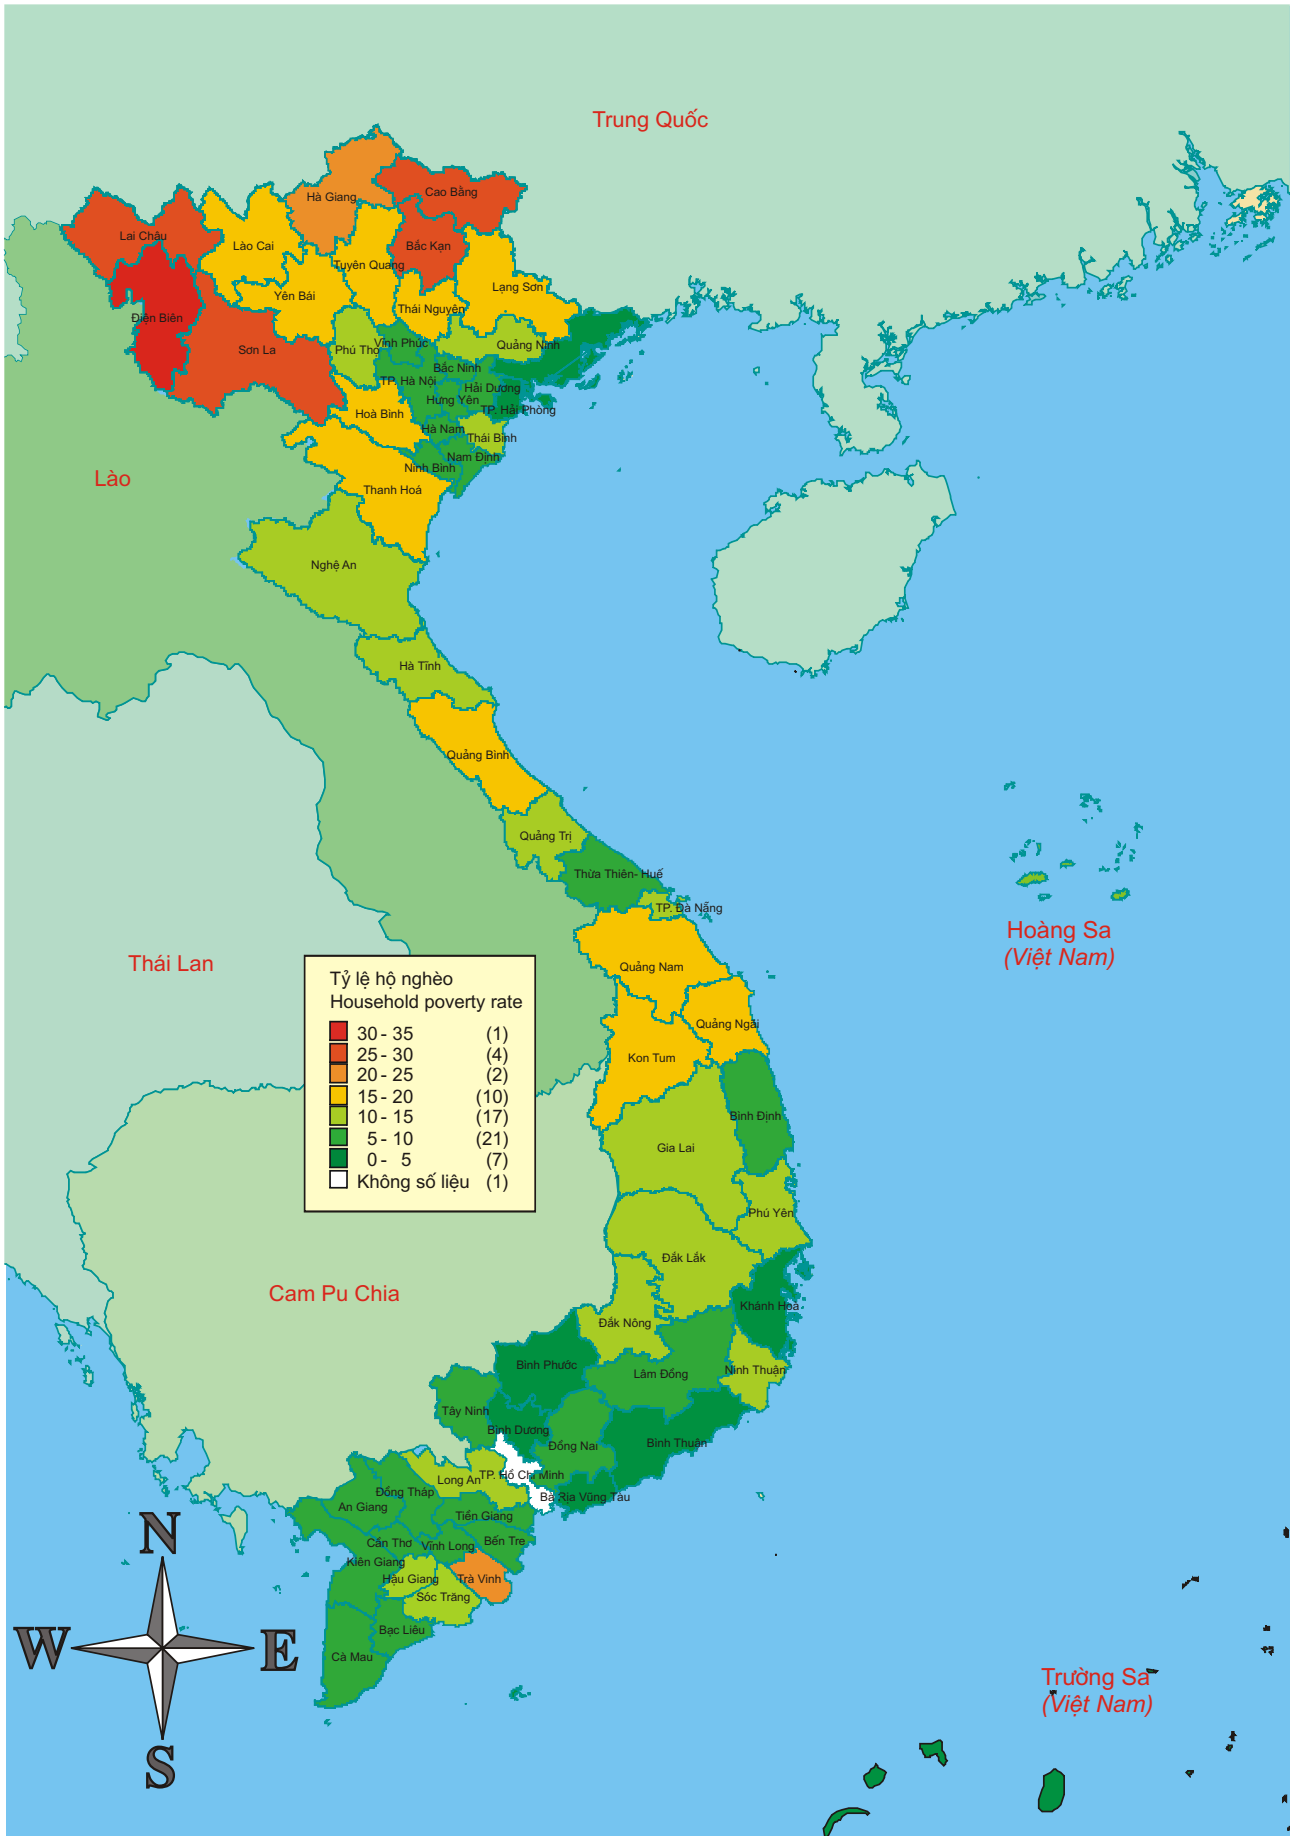 Trung Quốc
Hà Giang
Cao Bằng
Lai Châu
Lào Cai
Bắc Kạn
Tuyên Quang
Lạng Sơn
Yên Bái
Thái Nguyên
Điện Biên
Sơn La
Phú Thọ
Vĩnh Phúc
Quảng Ninh
Bắc Ninh
TP. Hà Nội
Hải Dương
Hưng Yên
TP. Hải Phòng
Hoà Bình
Hà Nam
Thái Bình
Nam Định
Ninh Bình
Lào
Thanh Hoá
Nghệ An
Hà Tĩnh
Quảng Bình
Quảng Trị
Thừa Thiên- Huế
TP. Đà Nẵng
Hoàng Sa
(Việt Nam)
Thái Lan
Quảng Nam
Quảng Ngãi
Kon Tum
Tỷ lệ hộ nghèo
Household poverty rate
30 - 35 (1)
25 - 30 (4)
20 - 25 (2)
15 - 20 (10)
10 - 15 (17)
5 - 10 (21)
0 - 5 (7)
Không số liệu (1)
Bình Định
Gia Lai
Phú Yên
Đắk Lắk
Cam Pu Chia
Khánh Hoà
Đắk Nông
Bình Phước
Lâm Đồng
Ninh Thuận
Tây Ninh
Bình Dương
Đồng Nai
Bình Thuận
Long An
TP. Hồ Chí Minh
Bà Rịa Vũng Tàu
Đồng Tháp
An Giang
Tiền Giang
Cần Thơ
Vĩnh Long
Bến Tre
Kiên Giang
Hậu Giang
Trà Vinh
Sóc Trăng
Bạc Liêu
Cà Mau
N
W
E
S
Trường Sa
(Việt Nam)